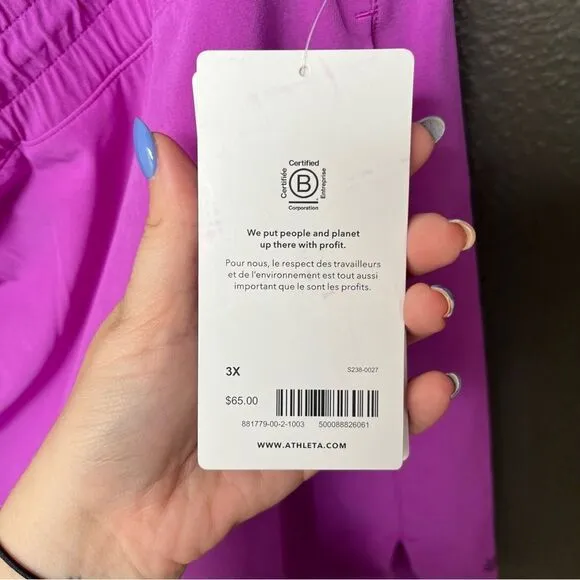 Certified
Certifiée
B
Entreprise
Corporation
We put people and planet
up there with profit.
Pour nous, le respect des travailleurs
et de l'environnement est tout aussi
important que le sont les profits.
3X S238-0027
$65.00
881779-00-2-1003 500088826061
WWW.ATHLETA.COM